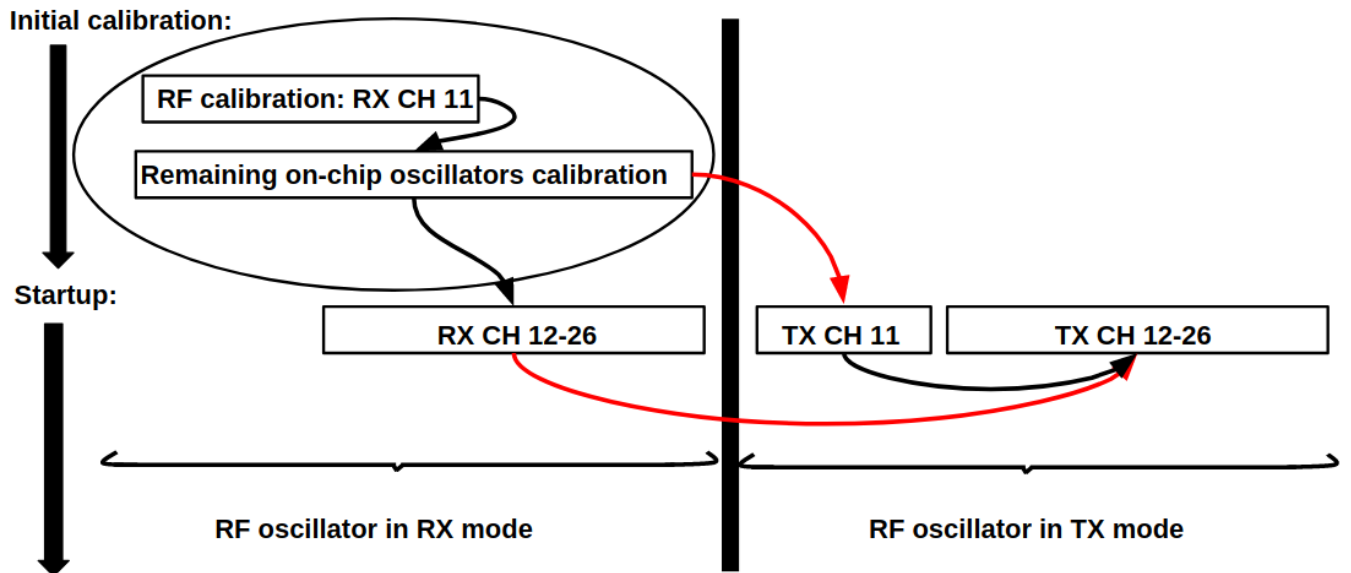 Initial calibration:
RF calibration: RX CH 11
Remaining on-chip oscillators calibration
Startup:
RX CH 12-26
TX CH 11
TX CH 12-26
RF oscillator in RX mode
RF oscillator in TX mode